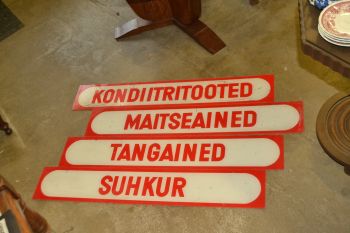 KONDIITRITOOTED
MAITSEAINED
TANGAINED
SUHKUR